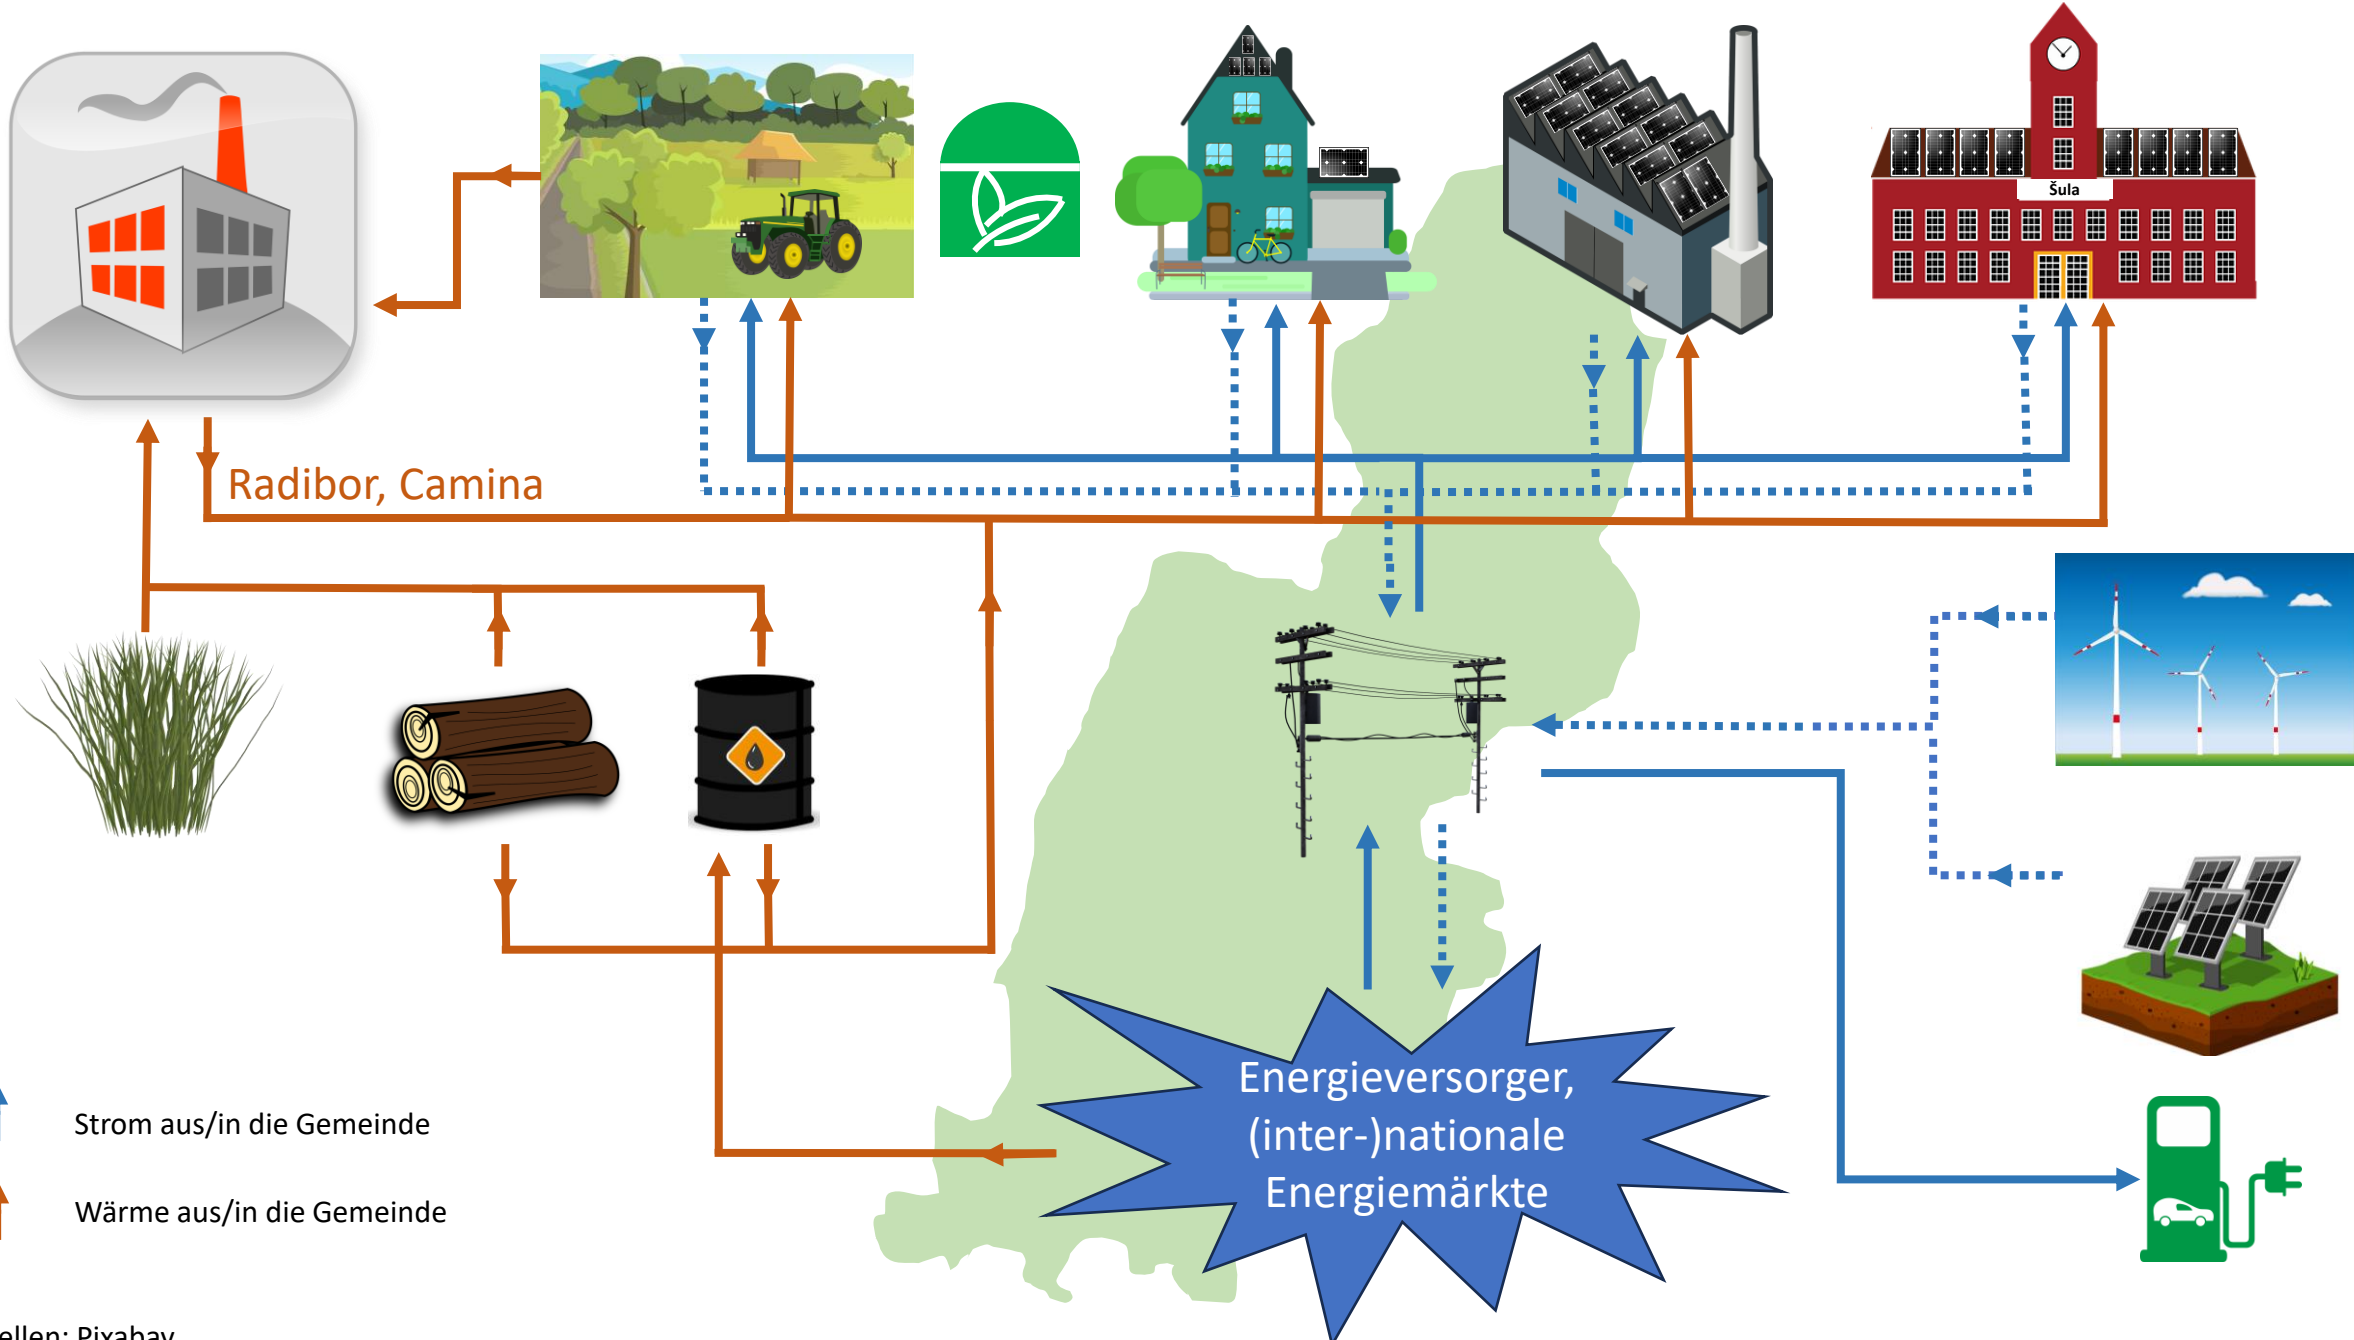 Šula
Radibor, Camina
Energieversorger,
(inter-)nationale
Energiemärkte
Strom aus/in die Gemeinde
Wärme aus/in die Gemeinde
ellen: Pixabay